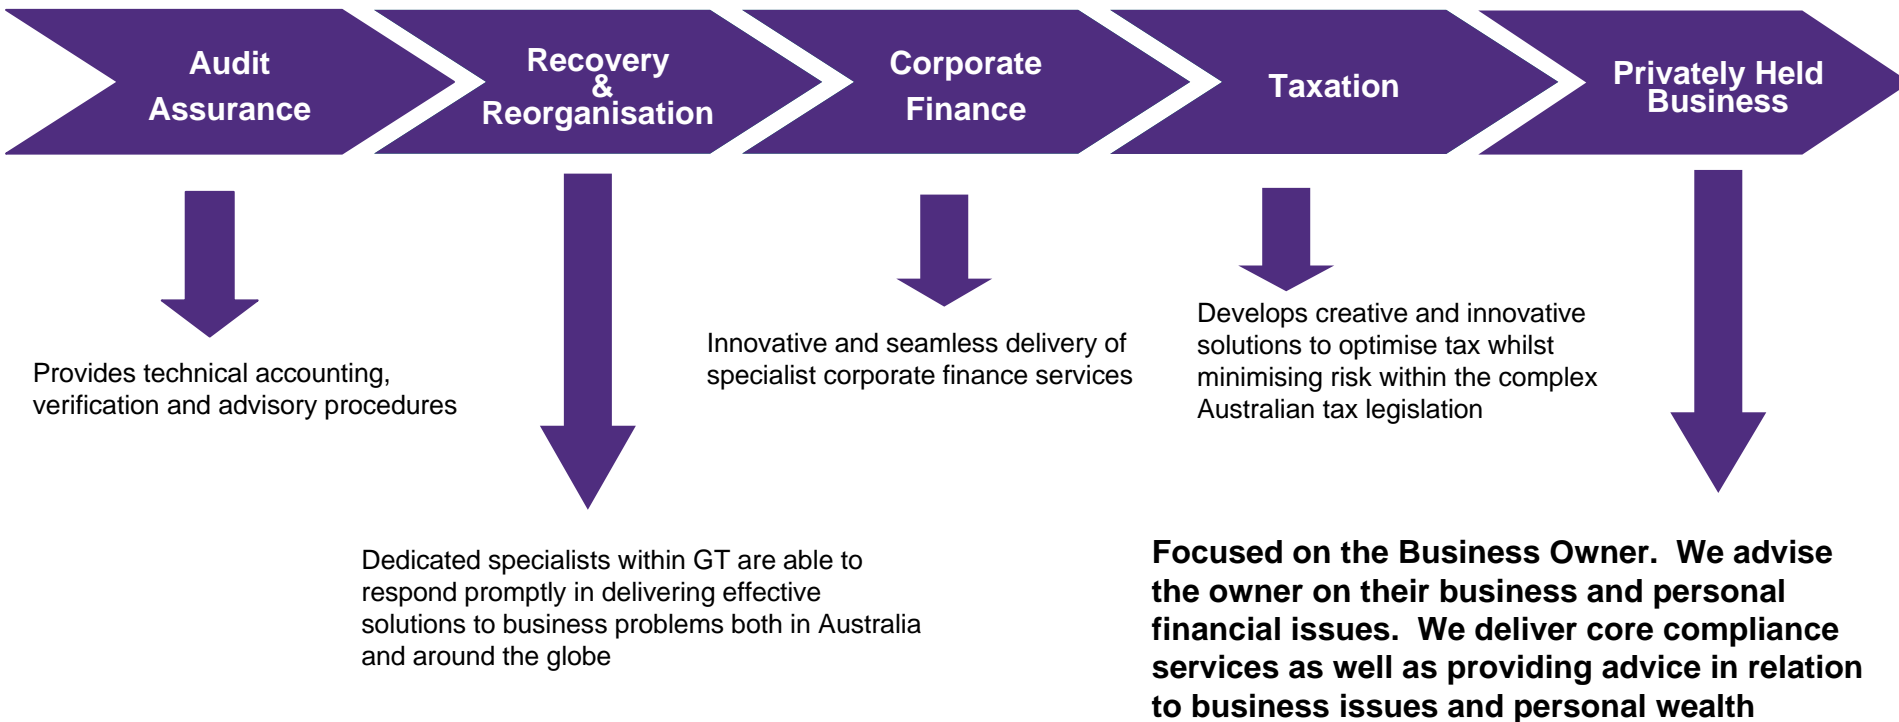 Audit
Assurance
Recovery
&
Reorganisation
Corporate
Finance
Taxation
Privately Held
Business
Provides technical accounting,
verification and advisory procedures
Dedicated specialists within GT are able to
respond promptly in delivering effective
solutions to business problems both in Australia
and around the globe
Innovative and seamless delivery of
specialist corporate finance services
Develops creative and innovative
solutions to optimise tax whilst
minimising risk within the complex
Australian tax legislation
Focused on the Business Owner.  We advise
the owner on their business and personal
financial issues.  We deliver core compliance
services as well as providing advice in relation
to business issues and personal wealth